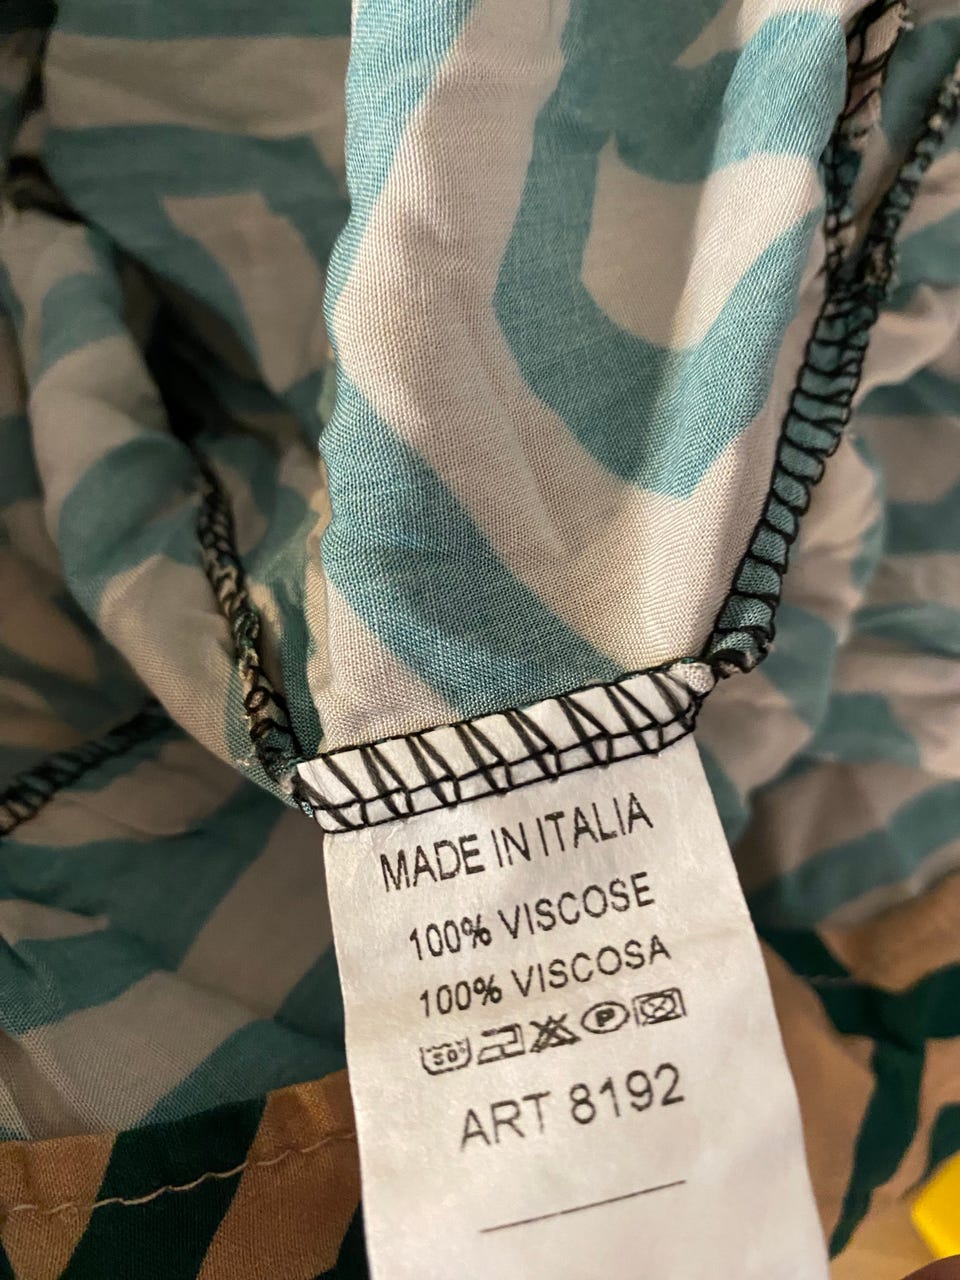 MADE IN ITALIA
100% VISCOSE
100% VISCOSA
P
ART 8192